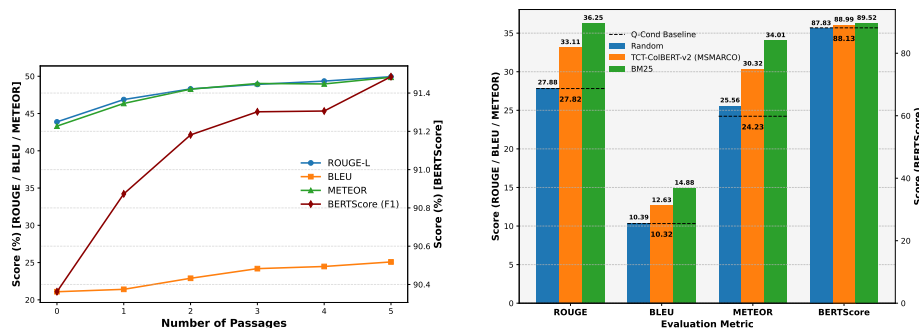 Score (%) [ROUGE / BLEU / METEOR]
50
45
40
35
30
25
20
0 1 2 3 4 5
Number of Passages
ROUGE-L
BLEU
METEOR
BERTScore (F1)
91.4
91.2
91.0
90.8
90.6
90.4
Score (%) [BERTScore]
Score (ROUGE / BLEU / METEOR)
35
30
25
20
15
10
5
0
Q-Cond Baseline
Random
TCT-ColBERT-v2 (MSMARCO)
BM25
27.88 33.11 36.25
27.82
10.39 12.63 14.88
10.32
25.56 30.32 34.01
24.23
87.83 88.99 89.52
88.13
ROUGE BLEU METEOR BERTScore
Evaluation Metric
80
60
40
20
0
Score (BERTScore)